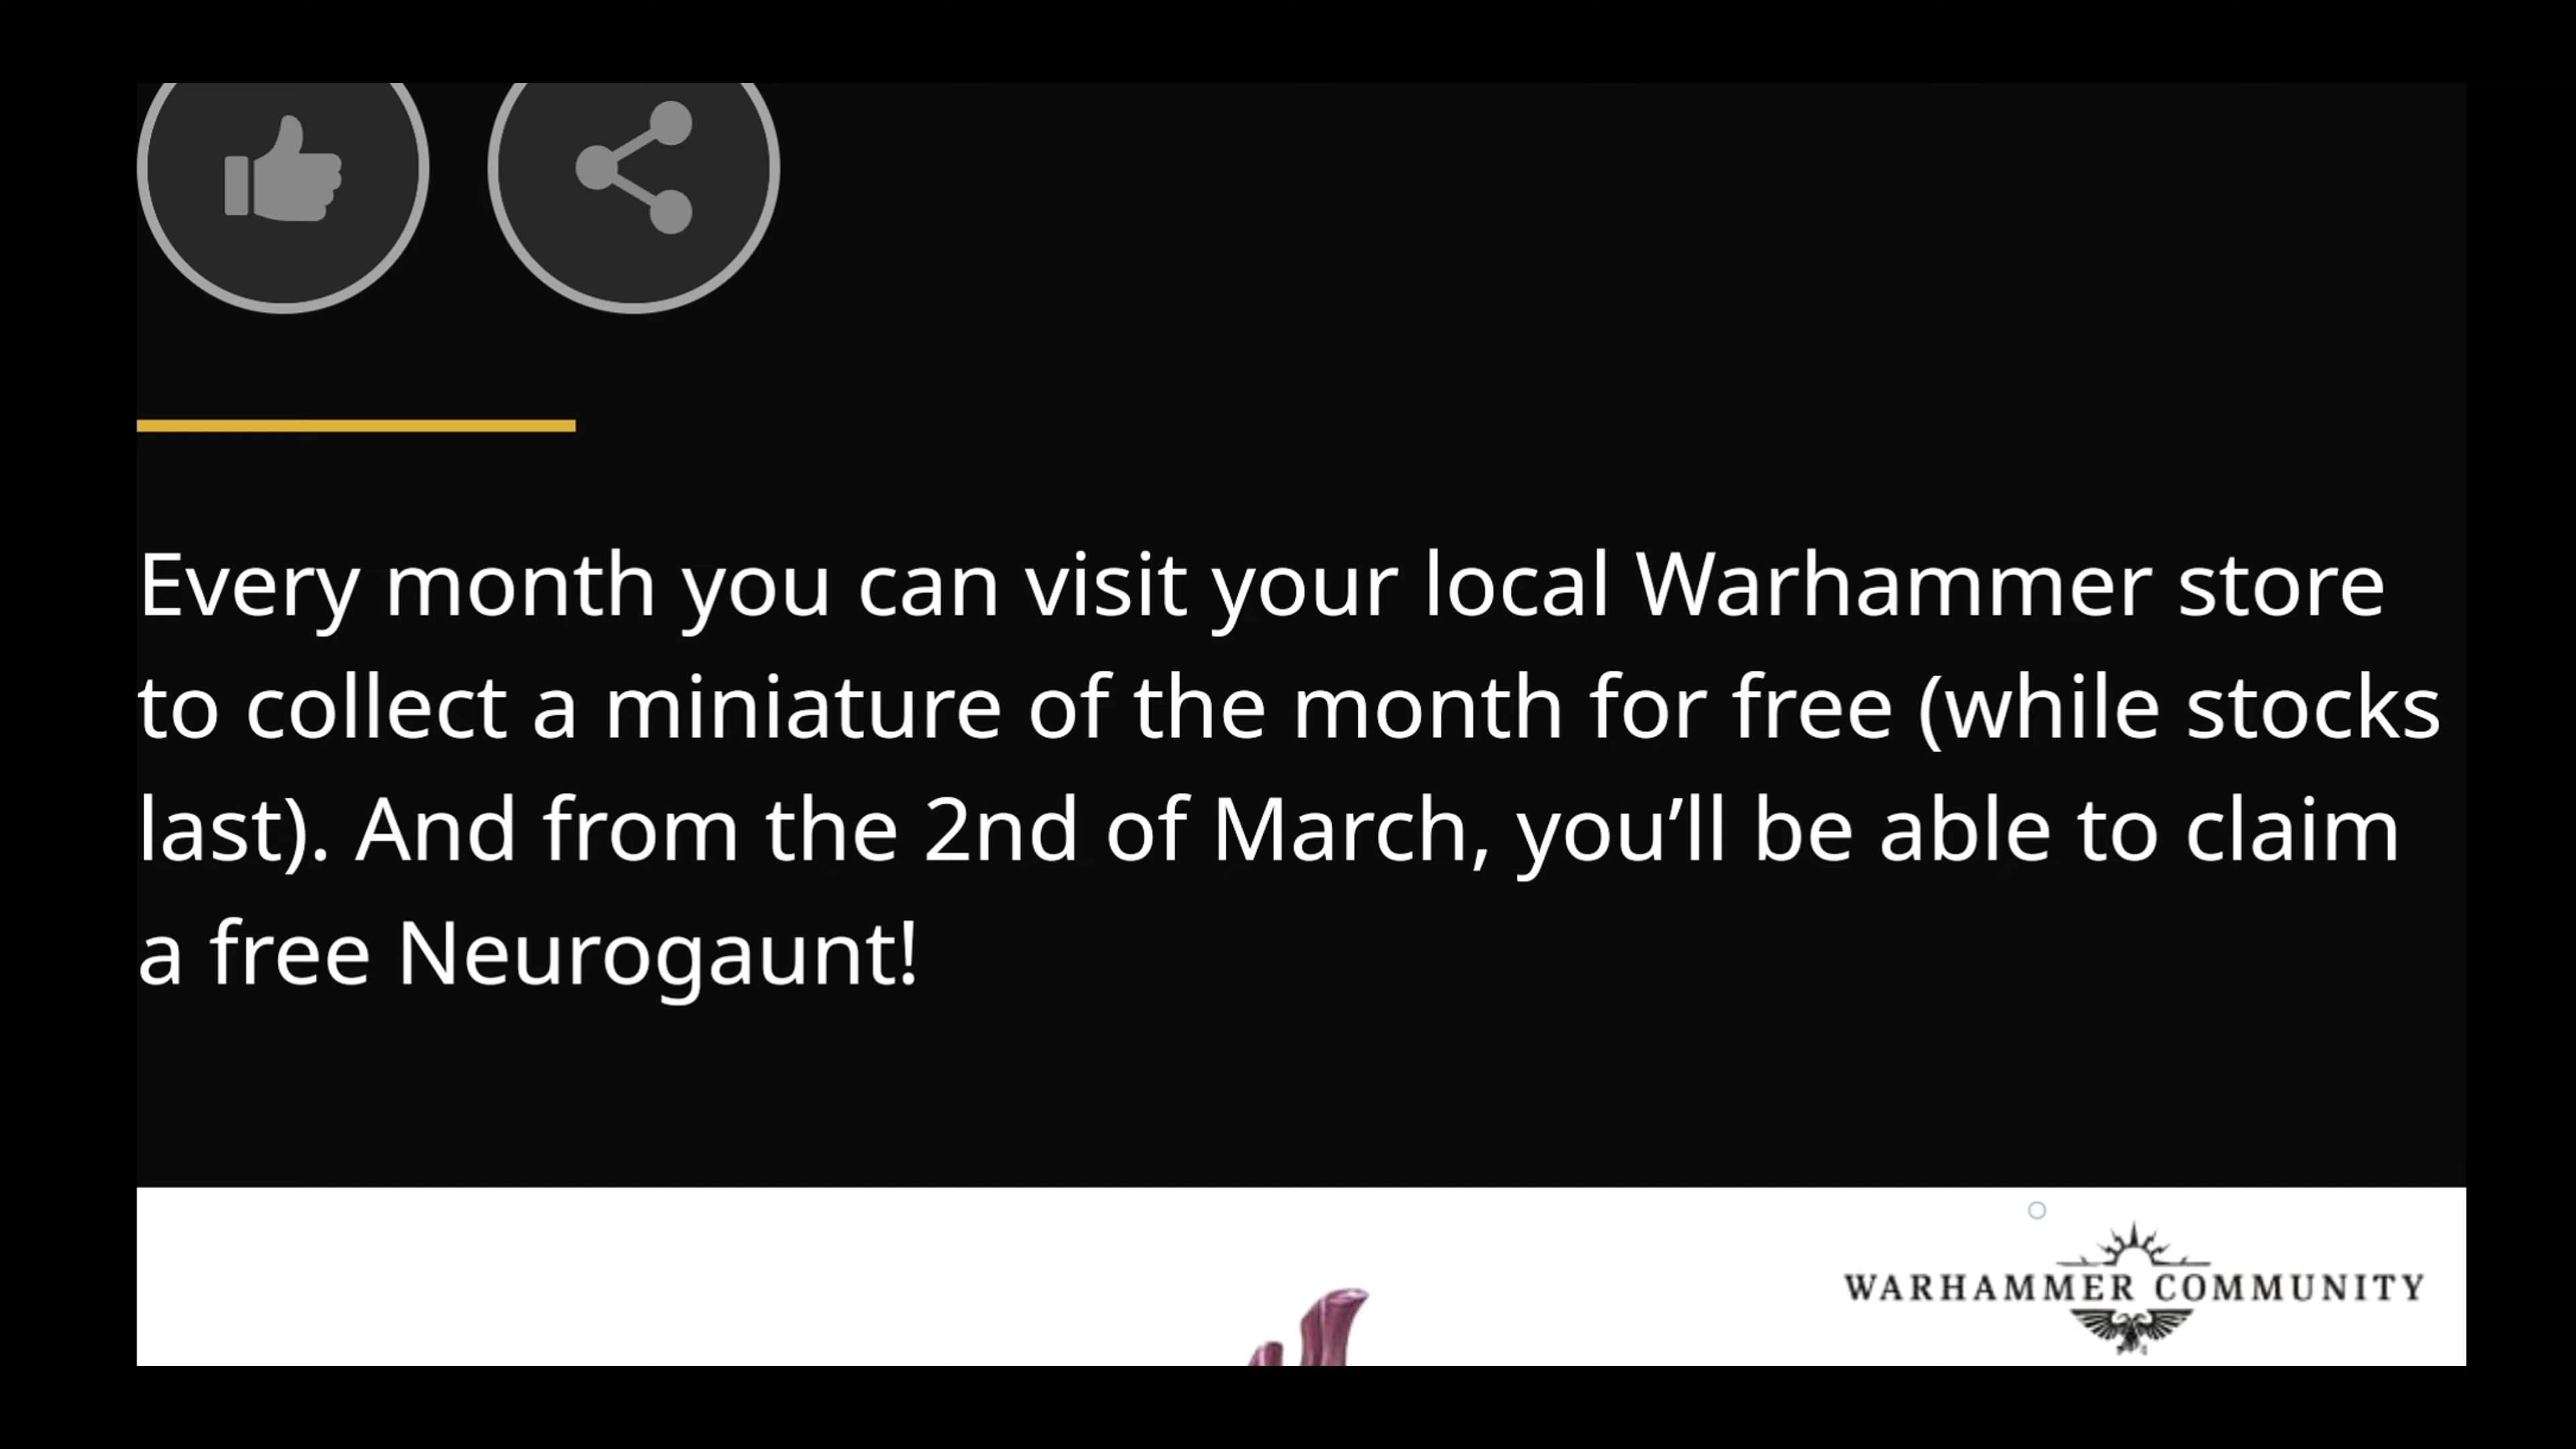 Every month you can visit your local Warhammer store
to collect a miniature of the month for free (while stocks
last). And from the 2nd of March, you’ll be able to claim
a free Neurogaunt!
WARHAMMER COMMUNITY